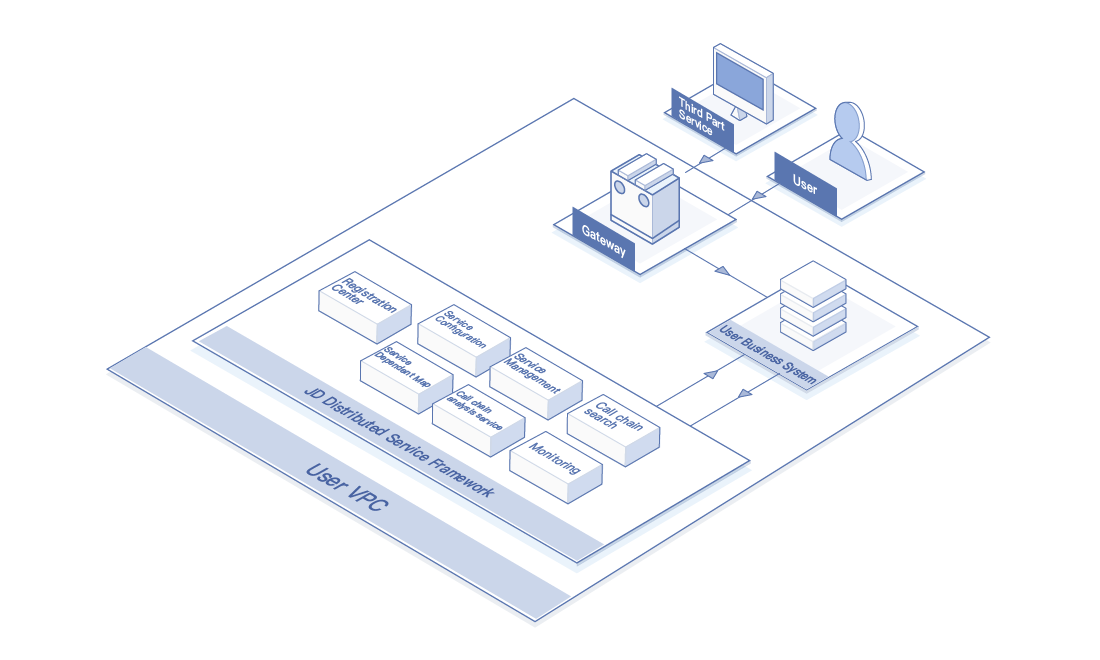 Third Part
Service
User
Gateway
User Business System
Registration
Center
Service
Configuration
Service
Management
Call chain
search
Service
Dependent Map
Call chain
analysis service
Monitoring
JD Distributed Service Framework
User VPC